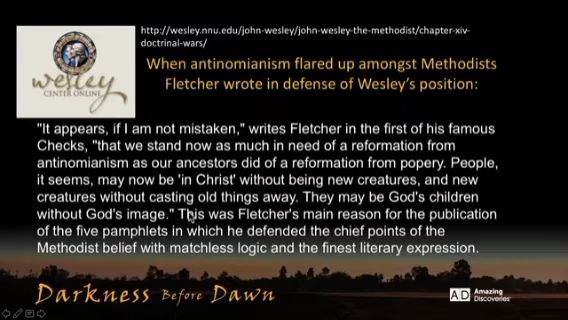 http://wesley.nnu.edu/john-wesley/john-wesley-the-methodist/chapter-xiv-
doctrinal-wars/
wesley
CENTER ONLINE
When antinomianism flared up amongst Methodists
Fletcher wrote in defense of Wesley's position:
"It appears, if I am not mistaken," writes Fletcher in the first of his famous
Checks, "that we stand now as much in need of a reformation from
antinomianism as our ancestors did of a reformation from popery. People,
it seems, may now be 'in Christ' without being new creatures, and new
creatures without casting old things away. They may be God's children
without God's image." This was Fletcher's main reason for the publication
of the five pamphlets in which he defended the chief points of the
Methodist belief with matchless logic and the finest literary expression.
Darkness Before Dawn
AD Amazing
Discoveries